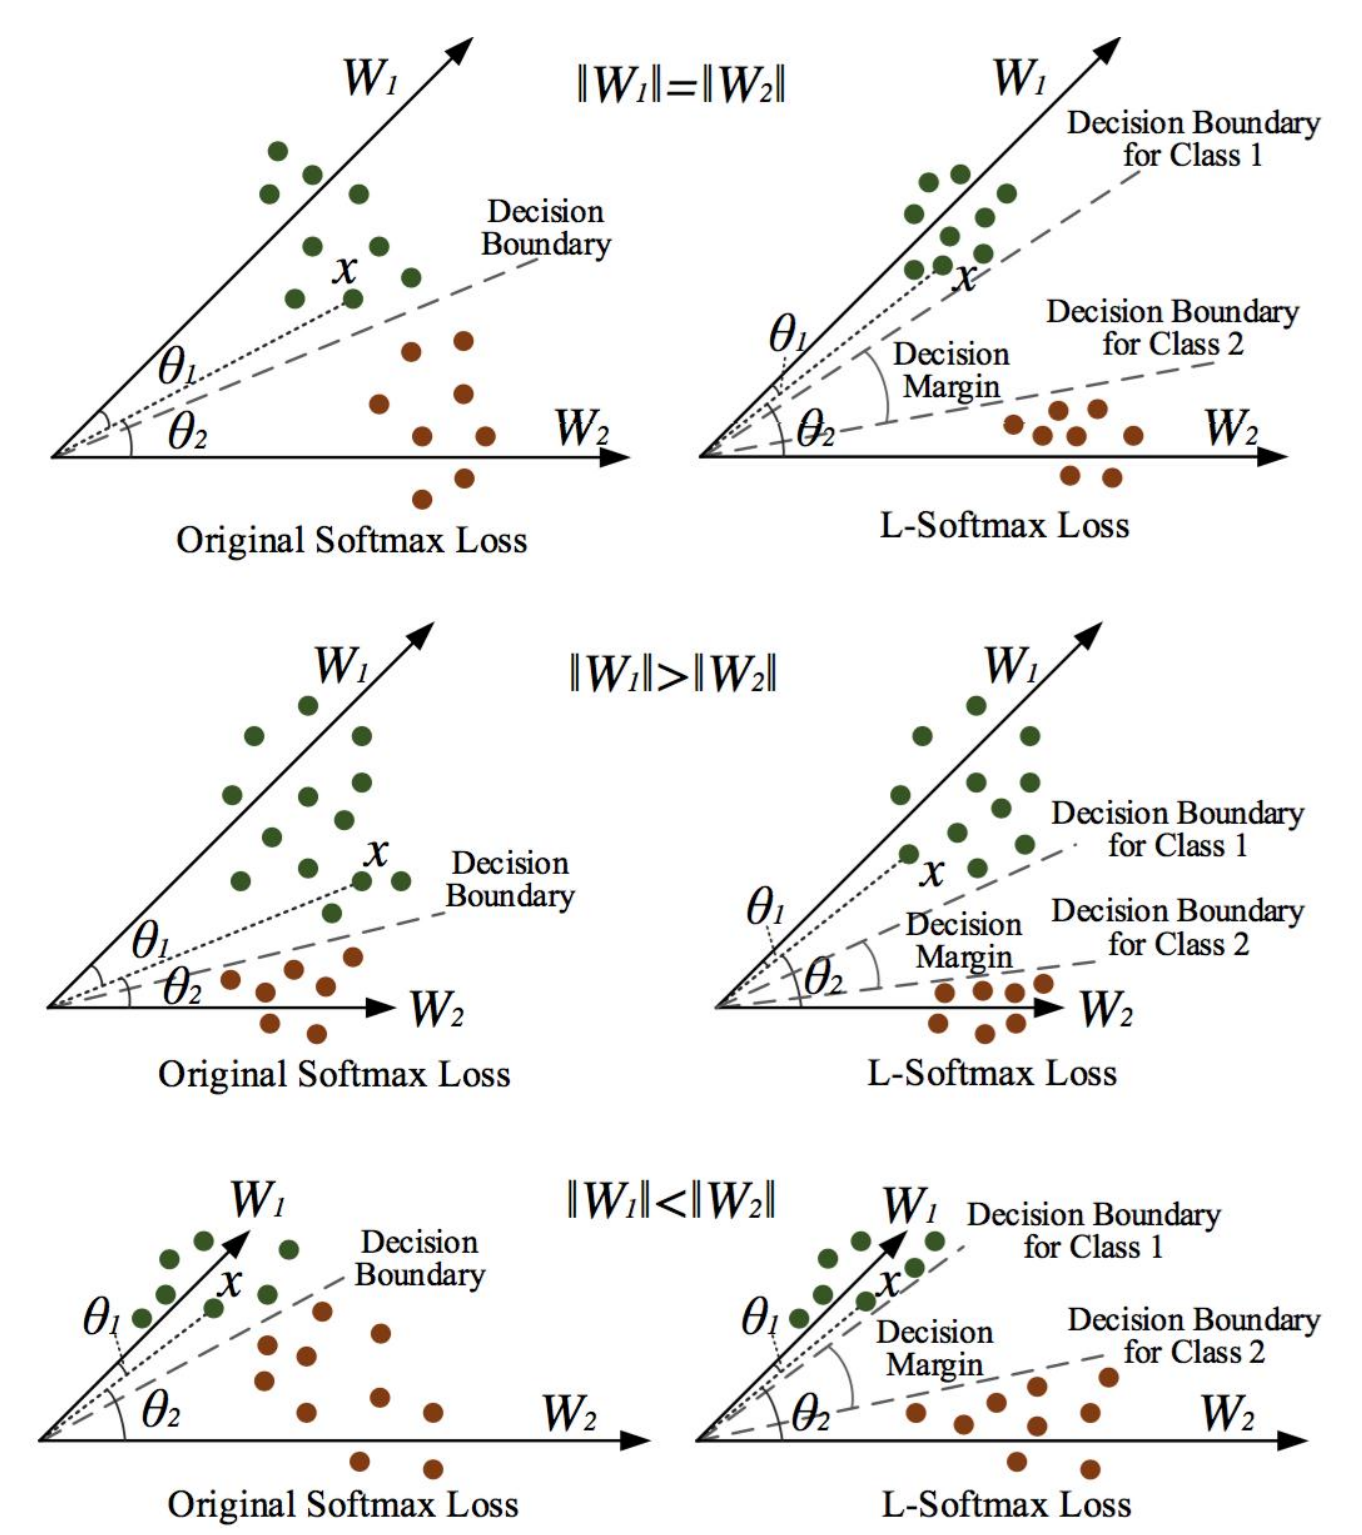 W₁
‖W₁‖=‖W₂‖
Decision
Boundary
x
θ₁
θ₂
W₂
Original Softmax Loss
W₁
Decision Boundary
for Class 1
x
Decision Boundary
for Class 2
θ₁
Decision
Margin
θ₂
W₂
L-Softmax Loss
W₁
‖W₁‖>‖W₂‖
x
Decision
Boundary
θ₁
θ₂
W₂
Original Softmax Loss
W₁
Decision Boundary
for Class 1
x
θ₁
Decision
Margin
Decision Boundary
for Class 2
θ₂
W₂
L-Softmax Loss
W₁
‖W₁‖<‖W₂‖
Decision
Boundary
x
θ₁
θ₂
W₂
Original Softmax Loss
W₁
Decision Boundary
for Class 1
x
θ₁
Decision
Margin
Decision Boundary
for Class 2
θ₂
W₂
L-Softmax Loss